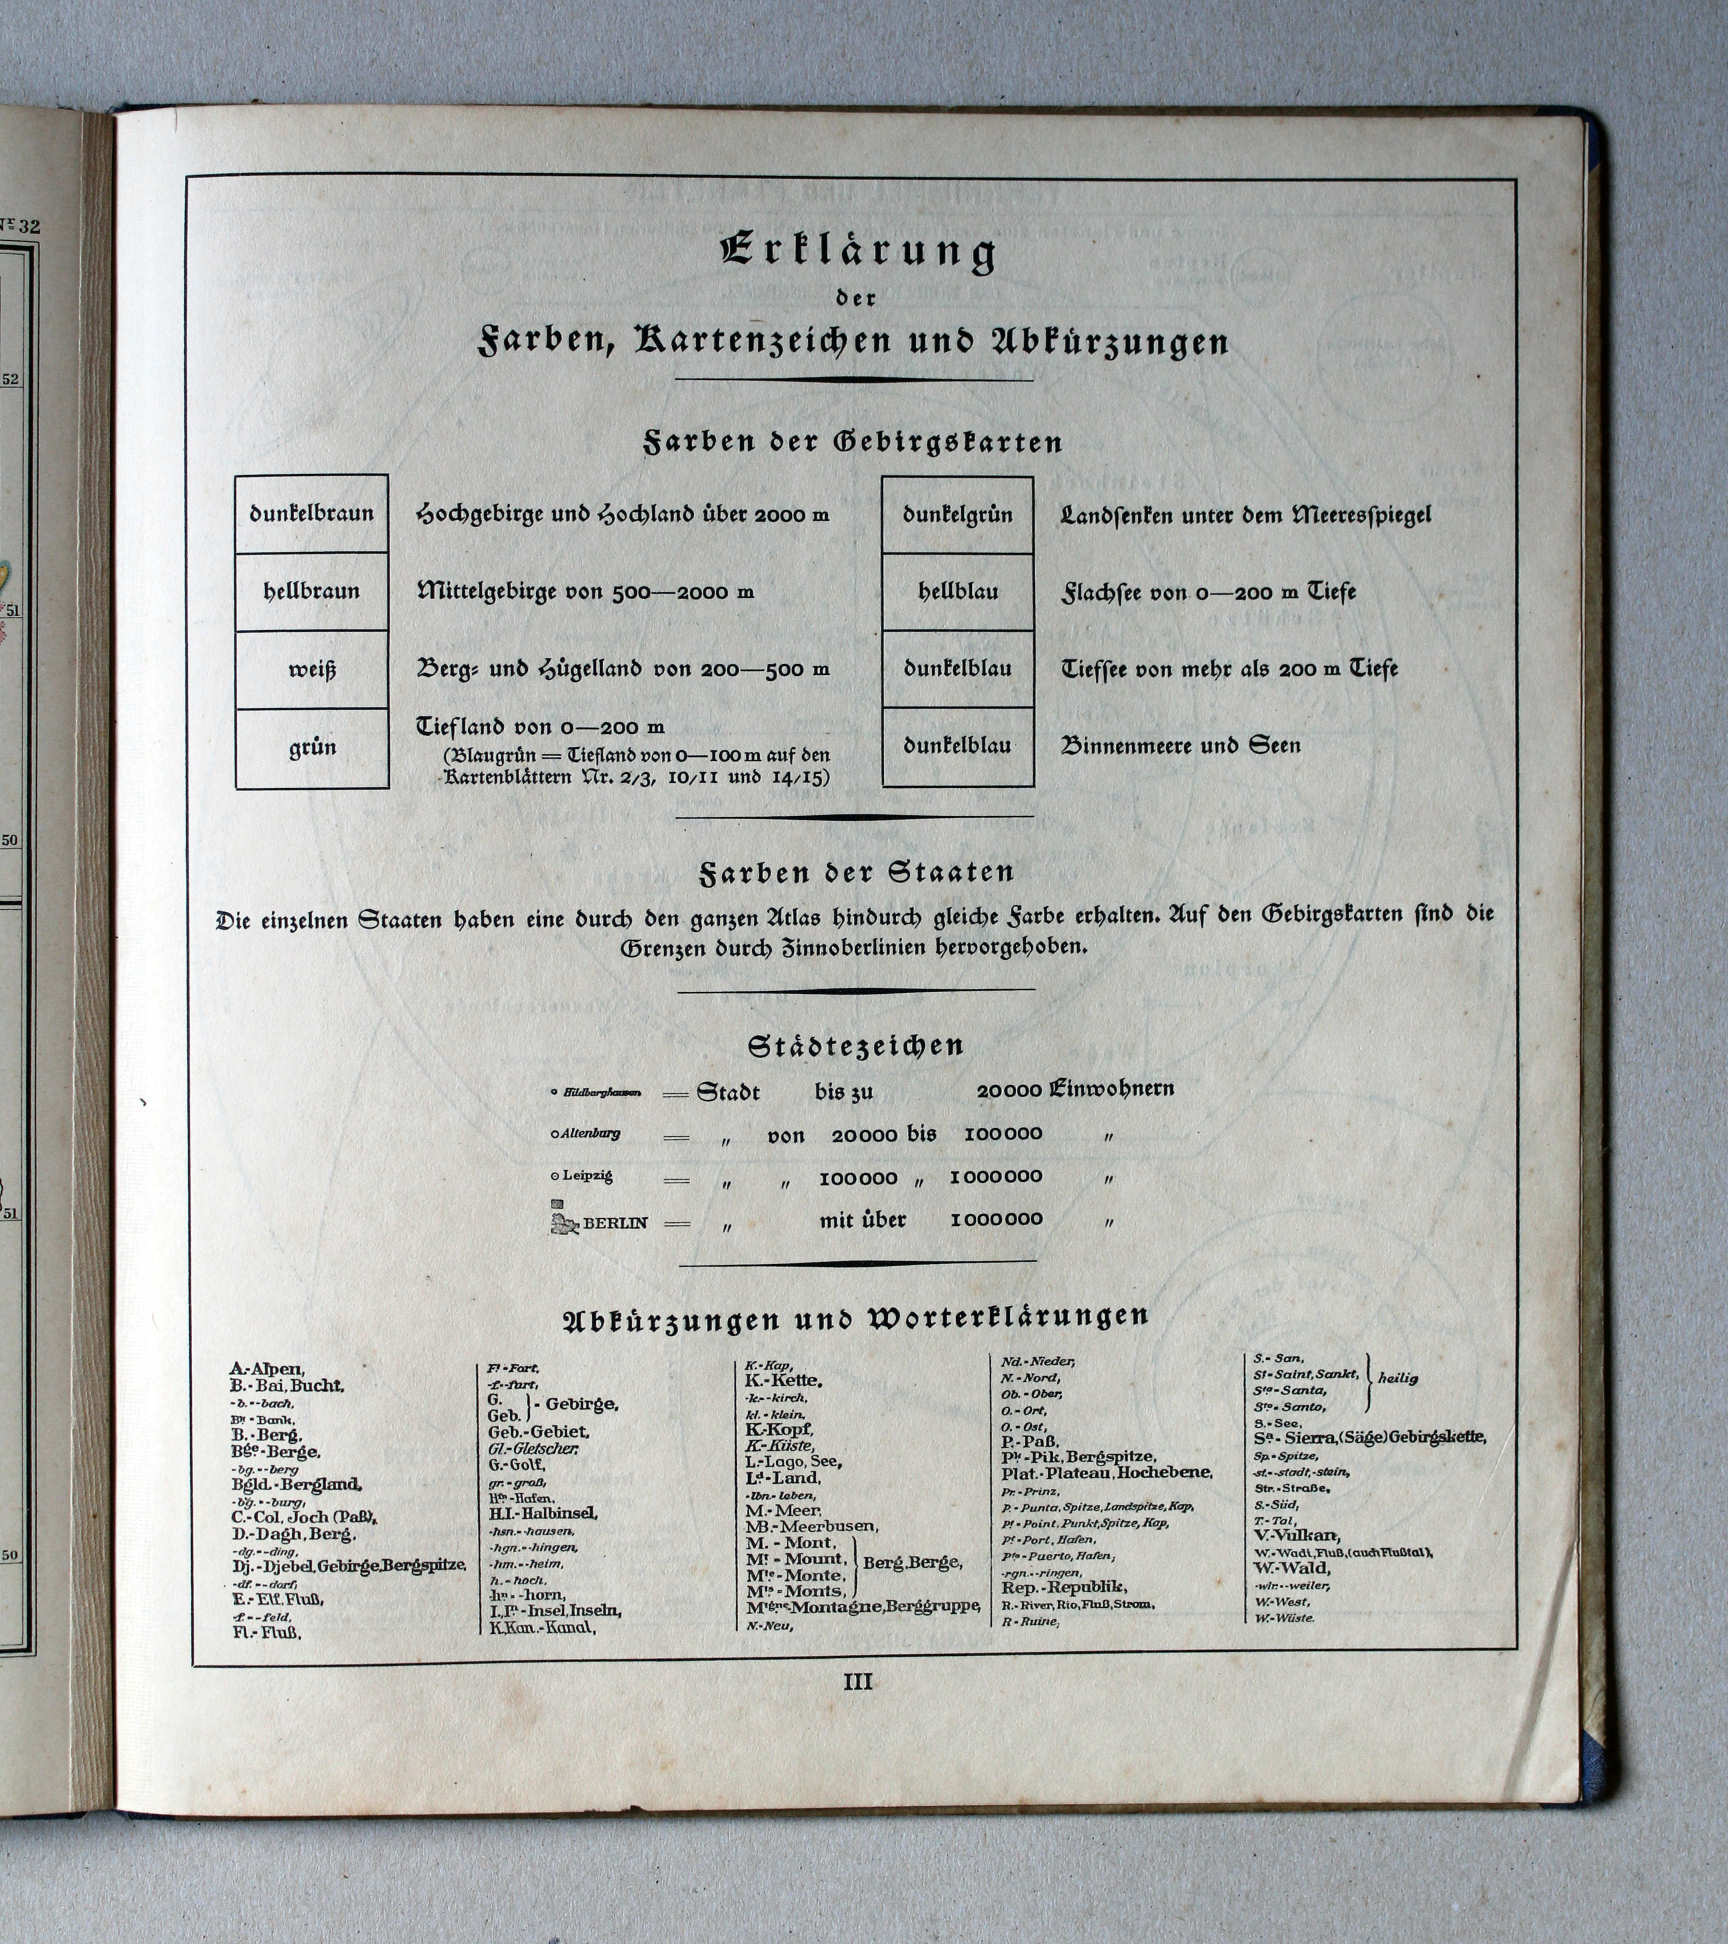 Nr 32
52
51
50
51
50
Erklärung
der
Farben, Kartenzeichen und Abkürzungen
Farben der Gebirgskarten
dunkelbraun Hochgebirge und Hochland über 2000 m
hellbraun Mittelgebirge von 500—2000 m
weiß Berg- und Hügelland von 200—500 m
grün Tiefland von 0—200 m
(Blaugrün = Tiefland von 0—100 m auf den
Kartenblättern Nr. 2/3, 10/11 und 14/15)
dunkelgrün Landsenken unter dem Meeresspiegel
hellblau Flachsee von 0—200 m Tiefe
dunkelblau Tiefsee von mehr als 200 m Tiefe
dunkelblau Binnenmeere und Seen
Farben der Staaten
Die einzelnen Staaten haben eine durch den ganzen Atlas hindurch gleiche Farbe erhalten. Auf den Gebirgskarten sind die
Grenzen durch Zinnoberlinien hervorgehoben.
Städtezeichen
Hildburghausen = Stadt bis zu 20000 Einwohnern
Altenburg = " von 20000 bis 100000 "
Leipzig = " " 100000 " 1000000 "
BERLIN = " mit über 1000000 "
Abkürzungen und Worterklärungen
A.-Alpen,
B.-Bai, Bucht,
-b.--bach,
Bk.-Bank,
B.-Berg,
Bge.-Berge,
-bg.--berg
Bgld.-Bergland,
-bg.--burg,
C.-Col, Joch (Paß),
D.-Dagh, Berg,
-dg.--ding,
Dj.-Djebel, Gebirge, Bergspitze,
-df.--dorf,
E.-Elf, Fluß,
-f.--feld,
Fl.-Fluß,
Ft.-Fort,
-f.-furt,
G.
Geb. } - Gebirge,
Geb.-Gebiet,
Gl.-Gletscher,
G.-Golf,
gr.-groß,
Hfn.-Hafen,
H.I.-Halbinsel,
-hsn.--hausen,
-hgn.--hingen,
-hm.--heim,
h.-hoch,
-hn.--horn,
I., In.-Insel, Inseln,
K, Kan.-Kanal,
K.-Kap,
K.-Kette,
-k.--kirch,
kl.-klein,
K.-Kopf,
K.-Küste,
L.-Lago, See,
Ld.-Land,
-lbn.-leben,
M.-Meer,
MB.-Meerbusen,
M. - Mont,
Mt. - Mount,
Mte.-Monte,
Mts.-Monts, } Berg, Berge,
Mtgne.-Montagne, Berggruppe,
N.-Neu,
Nd.-Nieder,
N.-Nord,
Ob.-Ober,
O.-Ort,
O.-Ost,
P.-Paß,
Pk.-Pik, Bergspitze,
Plat.-Plateau, Hochebene,
Pr.-Prinz,
P.-Punta, Spitze, Landspitze, Kap,
Pt.-Point, Punkt, Spitze, Kap,
Pt.-Port, Hafen,
Pto.-Puerto, Hafen,
-rgn.--ringen,
Rep.-Republik,
R.-River, Rio, Fluß, Strom,
R-Ruine,
S.-San,
St-Saint, Sankt,
Sta-Santa,
Sto-Santo, } heilig
S.-See,
Sa-Sierra, (Säge) Gebirgskette,
Sp.-Spitze,
-st.--stadt, -stein,
Str.-Straße,
S.-Süd,
T.-Tal,
V.-Vulkan,
W.-Wadi, Fluß, (auch Flußtal),
W.-Wald,
-wlr.--weiler,
W.-West,
W.-Wüste.
III